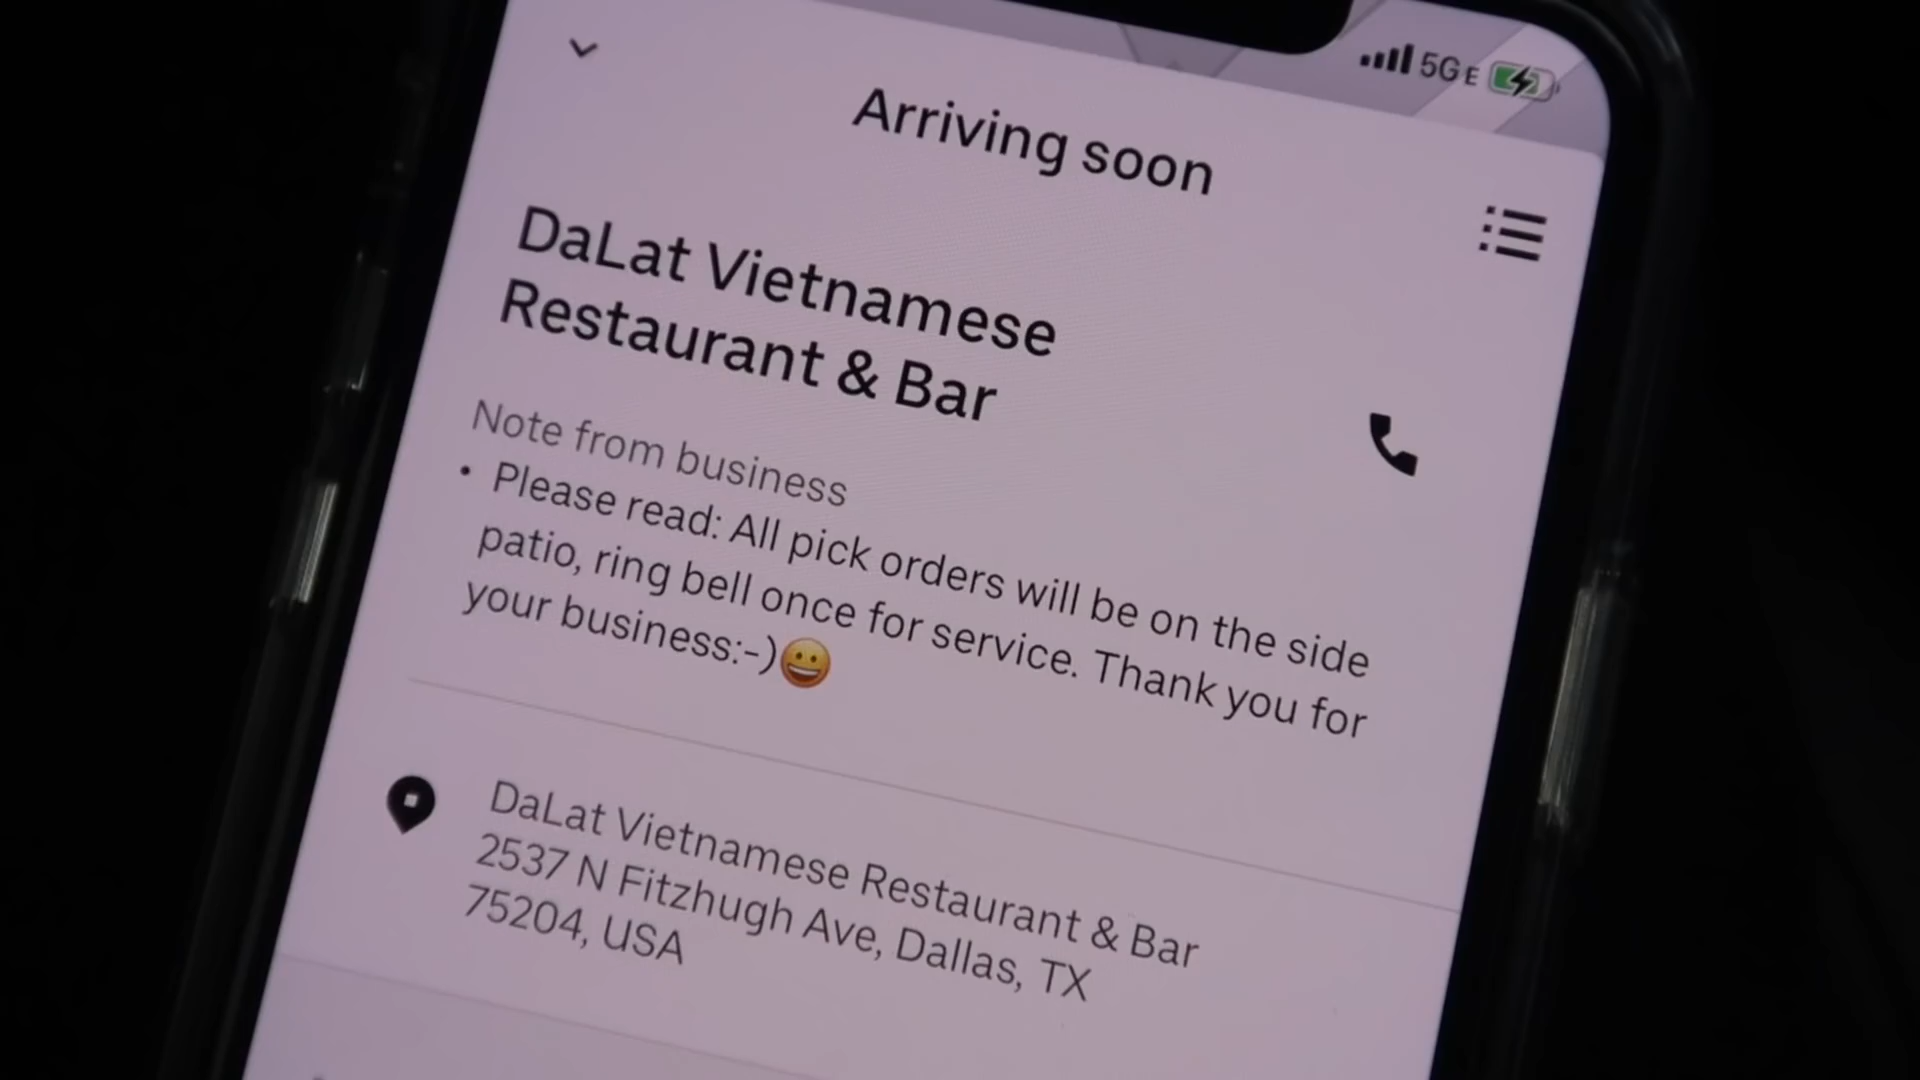 5GE
Arriving soon
DaLat Vietnamese
Restaurant & Bar
Note from business
• Please read: All pick orders will be on the side
patio, ring bell once for service. Thank you for
your business:-)😀
DaLat Vietnamese Restaurant & Bar
2537 N Fitzhugh Ave, Dallas, TX
75204, USA